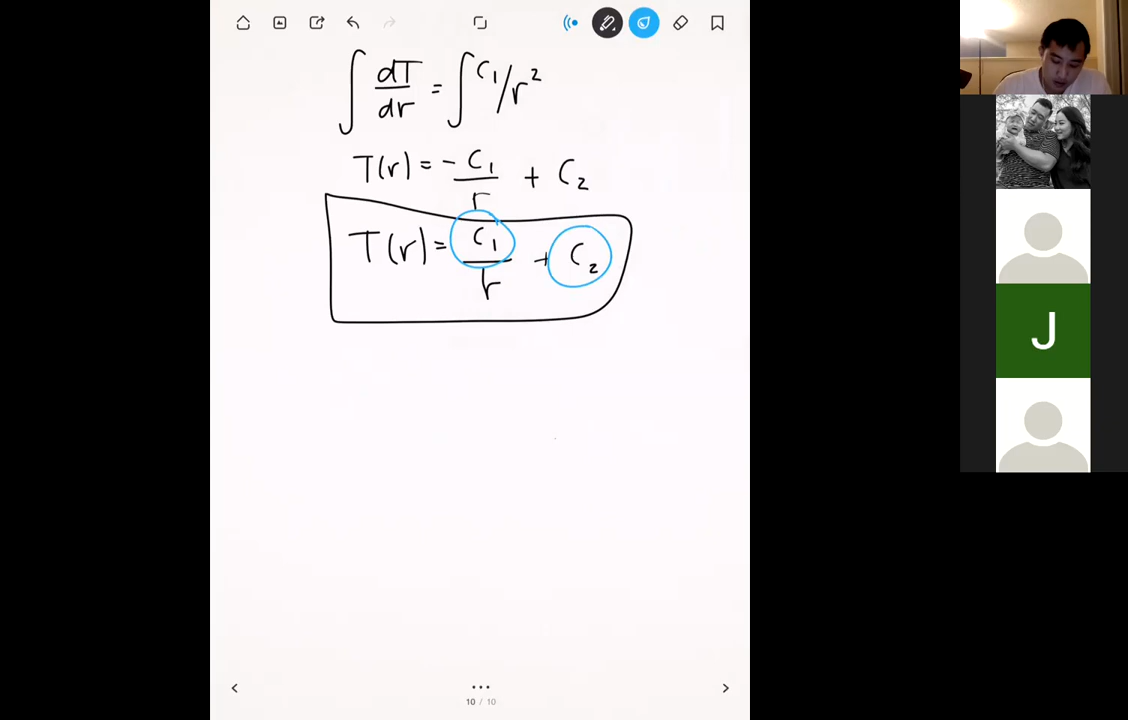 ∫ dT/dr = ∫ C₁/r²
T(r) = - C₁/r + C₂
T(r) = C₁/r + C₂
J
10 / 10